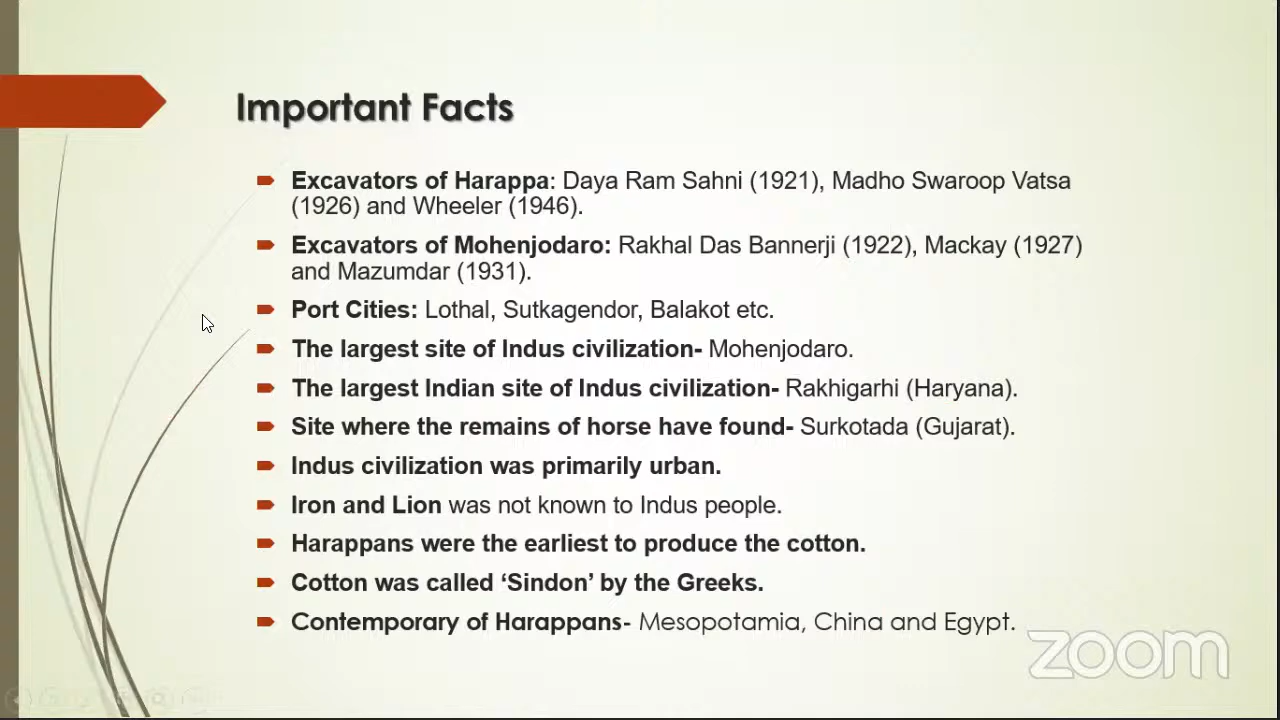 Important Facts
Excavators of Harappa: Daya Ram Sahni (1921), Madho Swaroop Vatsa
(1926) and Wheeler (1946).
Excavators of Mohenjodaro: Rakhal Das Bannerji (1922), Mackay (1927)
and Mazumdar (1931).
Port Cities: Lothal, Sutkagendor, Balakot etc.
The largest site of Indus civilization- Mohenjodaro.
The largest Indian site of Indus civilization- Rakhigarhi (Haryana).
Site where the remains of horse have found- Surkotada (Gujarat).
Indus civilization was primarily urban.
Iron and Lion was not known to Indus people.
Harappans were the earliest to produce the cotton.
Cotton was called ‘Sindon’ by the Greeks.
Contemporary of Harappans- Mesopotamia, China and Egypt.
zoom